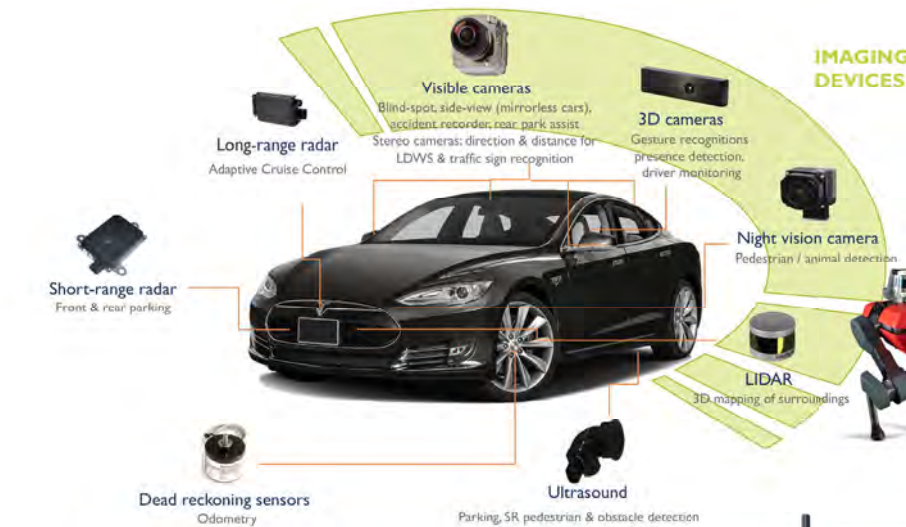 IMAGING
DEVICES
Visible cameras
Blind-spot, side-view (mirrorless cars),
accident recorder, rear park assist
Stereo cameras: direction & distance for
LDWS & traffic sign recognition
3D cameras
Gesture recognitions
presence detection,
driver monitoring
Long-range radar
Adaptive Cruise Control
Night vision camera
Pedestrian / animal detection
Short-range radar
Front & rear parking
LIDAR
3D mapping of surroundings
Dead reckoning sensors
Odometry
Ultrasound
Parking, SR pedestrian & obstacle detection